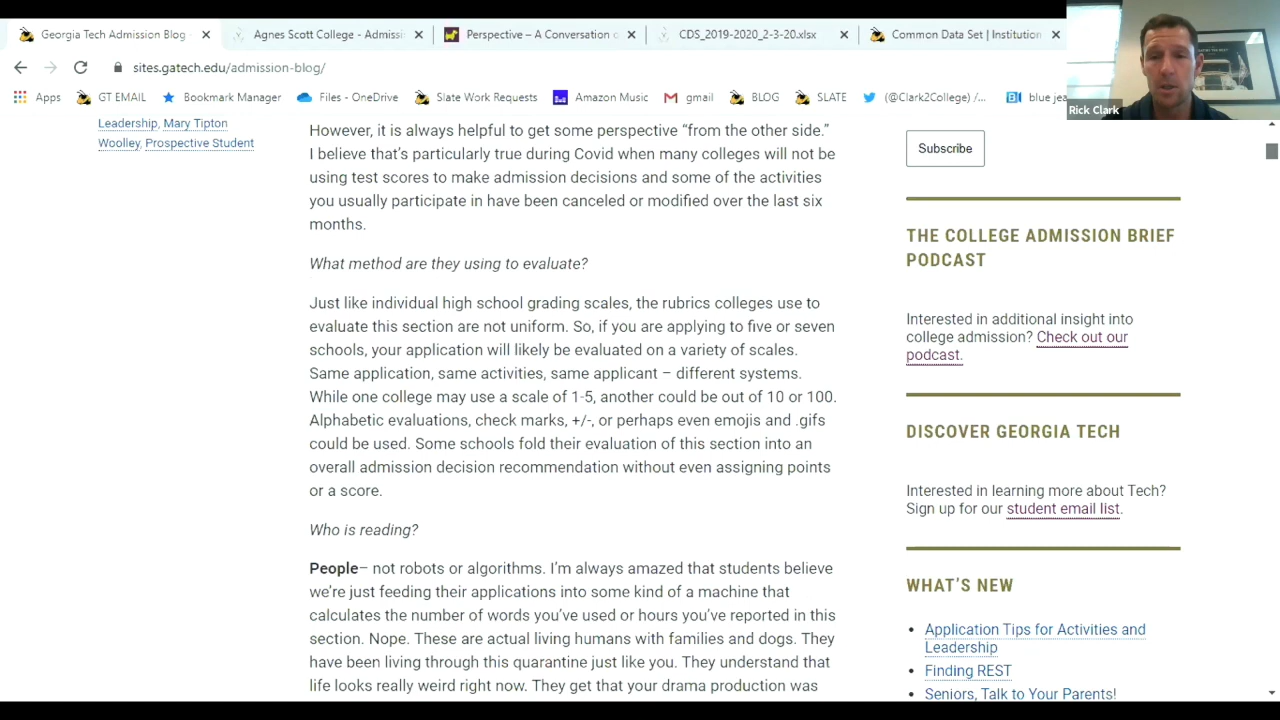 Georgia Tech Admission Blog -
Agnes Scott College - Admissi
Perspective – A Conversation o
CDS_2019-2020_2-3-20.xlsx
Common Data Set | Institution
sites.gatech.edu/admission-blog/
Apps
GT EMAIL
Bookmark Manager
Files - OneDrive
Slate Work Requests
Amazon Music
gmail
BLOG
SLATE
(@Clark2College) /...
blue jea
Rick Clark
Leadership, Mary Tipton
Woolley, Prospective Student
However, it is always helpful to get some perspective “from the other side.”
I believe that’s particularly true during Covid when many colleges will not be
using test scores to make admission decisions and some of the activities
you usually participate in have been canceled or modified over the last six
months.
What method are they using to evaluate?
Just like individual high school grading scales, the rubrics colleges use to
evaluate this section are not uniform. So, if you are applying to five or seven
schools, your application will likely be evaluated on a variety of scales.
Same application, same activities, same applicant – different systems.
While one college may use a scale of 1-5, another could be out of 10 or 100.
Alphabetic evaluations, check marks, +/-, or perhaps even emojis and .gifs
could be used. Some schools fold their evaluation of this section into an
overall admission decision recommendation without even assigning points
or a score.
Who is reading?
People– not robots or algorithms. I’m always amazed that students believe
we’re just feeding their applications into some kind of a machine that
calculates the number of words you’ve used or hours you’ve reported in this
section. Nope. These are actual living humans with families and dogs. They
have been living through this quarantine just like you. They understand that
life looks really weird right now. They get that your drama production was
Subscribe
THE COLLEGE ADMISSION BRIEF
PODCAST
Interested in additional insight into
college admission? Check out our
podcast.
DISCOVER GEORGIA TECH
Interested in learning more about Tech?
Sign up for our student email list.
WHAT’S NEW
Application Tips for Activities and
Leadership
Finding REST
Seniors, Talk to Your Parents!